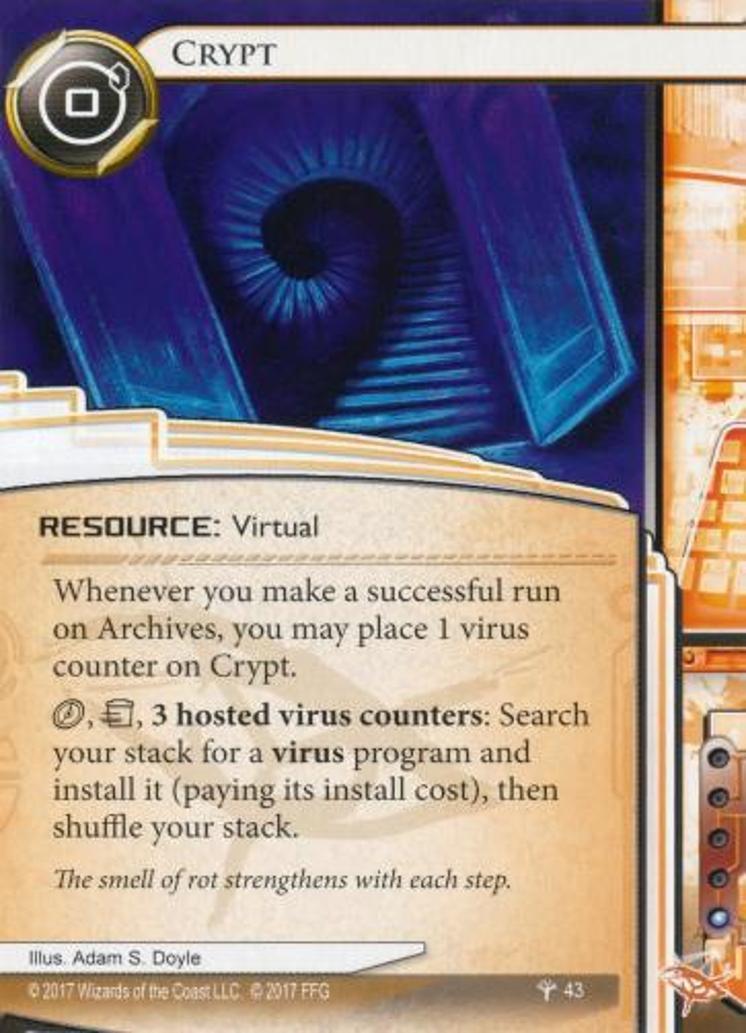 CRYPT
RESOURCE: Virtual
Whenever you make a successful run
on Archives, you may place 1 virus
counter on Crypt.
, , 3 hosted virus counters: Search
your stack for a virus program and
install it (paying its install cost), then
shuffle your stack.
The smell of rot strengthens with each step.
Illus. Adam S. Doyle
© 2017 Wizards of the Coast LLC. © 2017 FFG
43